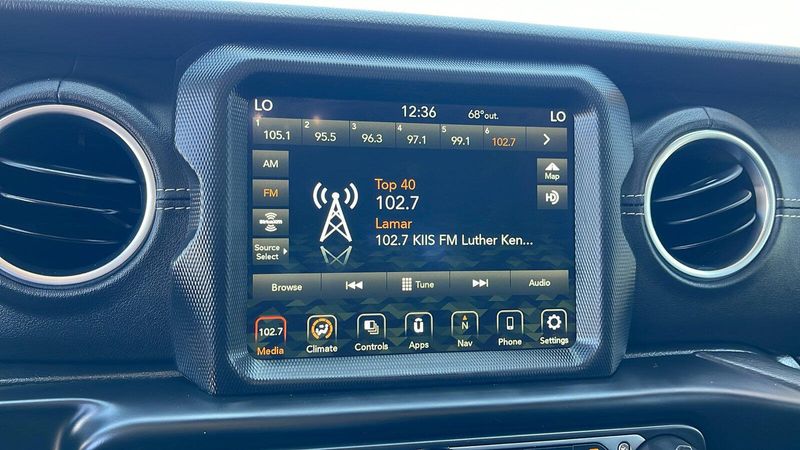 LO 12:36 68°out. LO
1 2 3 4 5 6
105.1 95.5 96.3 97.1 99.1 102.7
AM
FM
SiriusXM
Source
Select
Top 40
102.7
Lamar
102.7 KIIS FM Luther Ken...
Map
HD
Browse Tune Audio
102.7 U N
Media Climate Controls Apps Nav Phone Settings